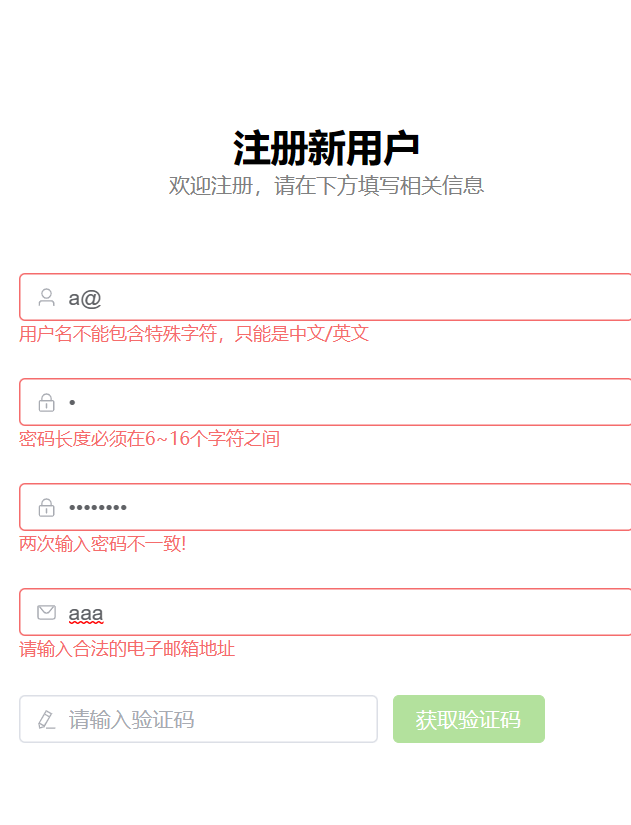 注册新用户
欢迎注册，请在下方填写相关信息
a@
用户名不能包含特殊字符，只能是中文/英文
•
密码长度必须在6~16个字符之间
••••••••
两次输入密码不一致!
aaa
请输入合法的电子邮箱地址
请输入验证码 获取验证码